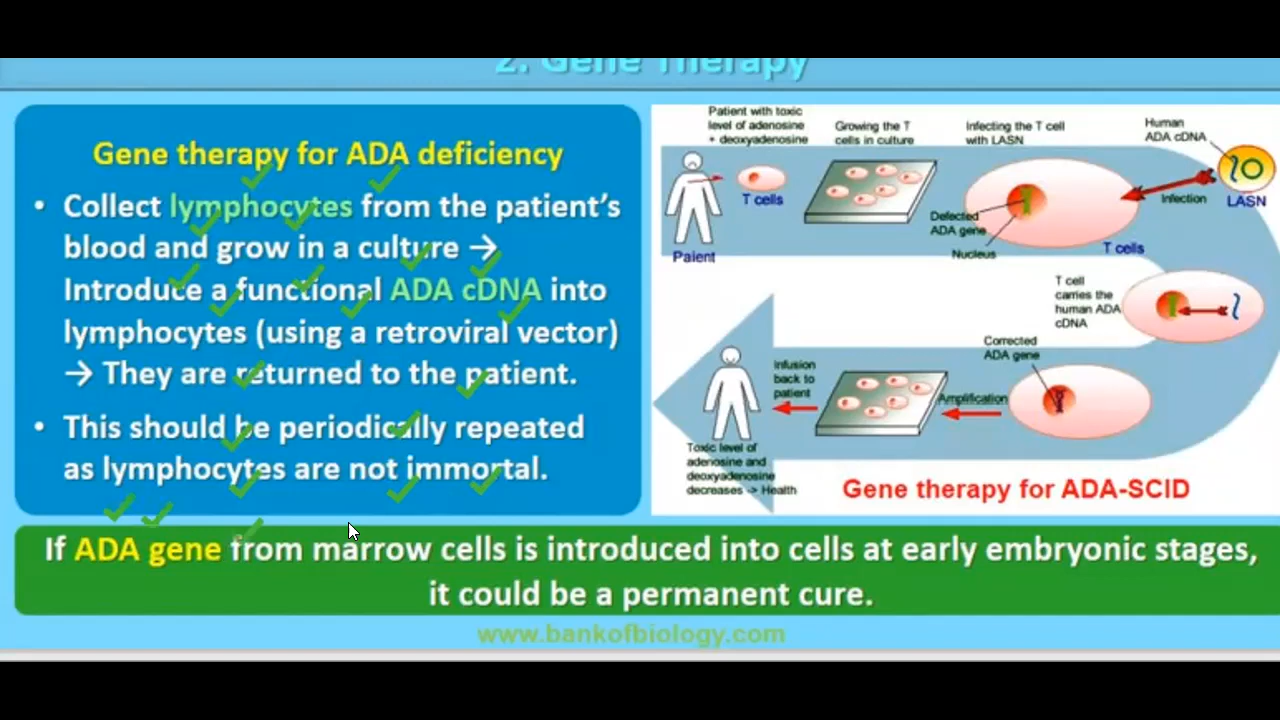 2. Gene Therapy
Gene therapy for ADA deficiency
• Collect lymphocytes from the patient's
blood and grow in a culture →
Introduce a functional ADA cDNA into
lymphocytes (using a retroviral vector)
→ They are returned to the patient.
• This should be periodically repeated
as lymphocytes are not immortal.
Patient with toxic
level of adenosine
+ deoxyadenosine
Growing the T
cells in culture
Infecting the T cell
with LASN
Human
ADA cDNA
T cells
Defected
ADA gene
Nucleus
Infection
LASN
Paient
T cells
T cell
carries the
human ADA
cDNA
Corrected
ADA gene
Amplification
Infusion
back to
patient
Toxic level of
adenosine and
deoxyadenosine
decreases -> Health
Gene therapy for ADA-SCID
If ADA gene from marrow cells is introduced into cells at early embryonic stages,
it could be a permanent cure.
www.bankofbiology.com